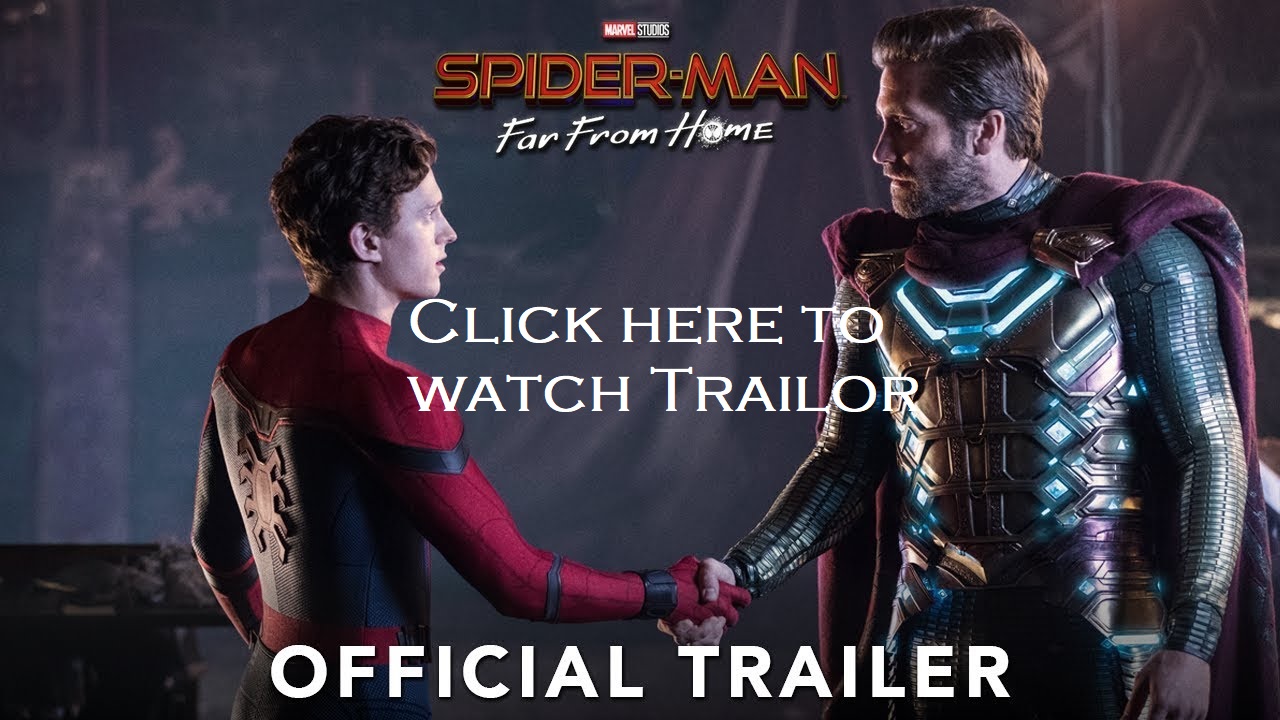 MARVEL STUDIOS
SPIDER-MAN
Far From Home
Click here to
watch Trailor
OFFICIAL TRAILER